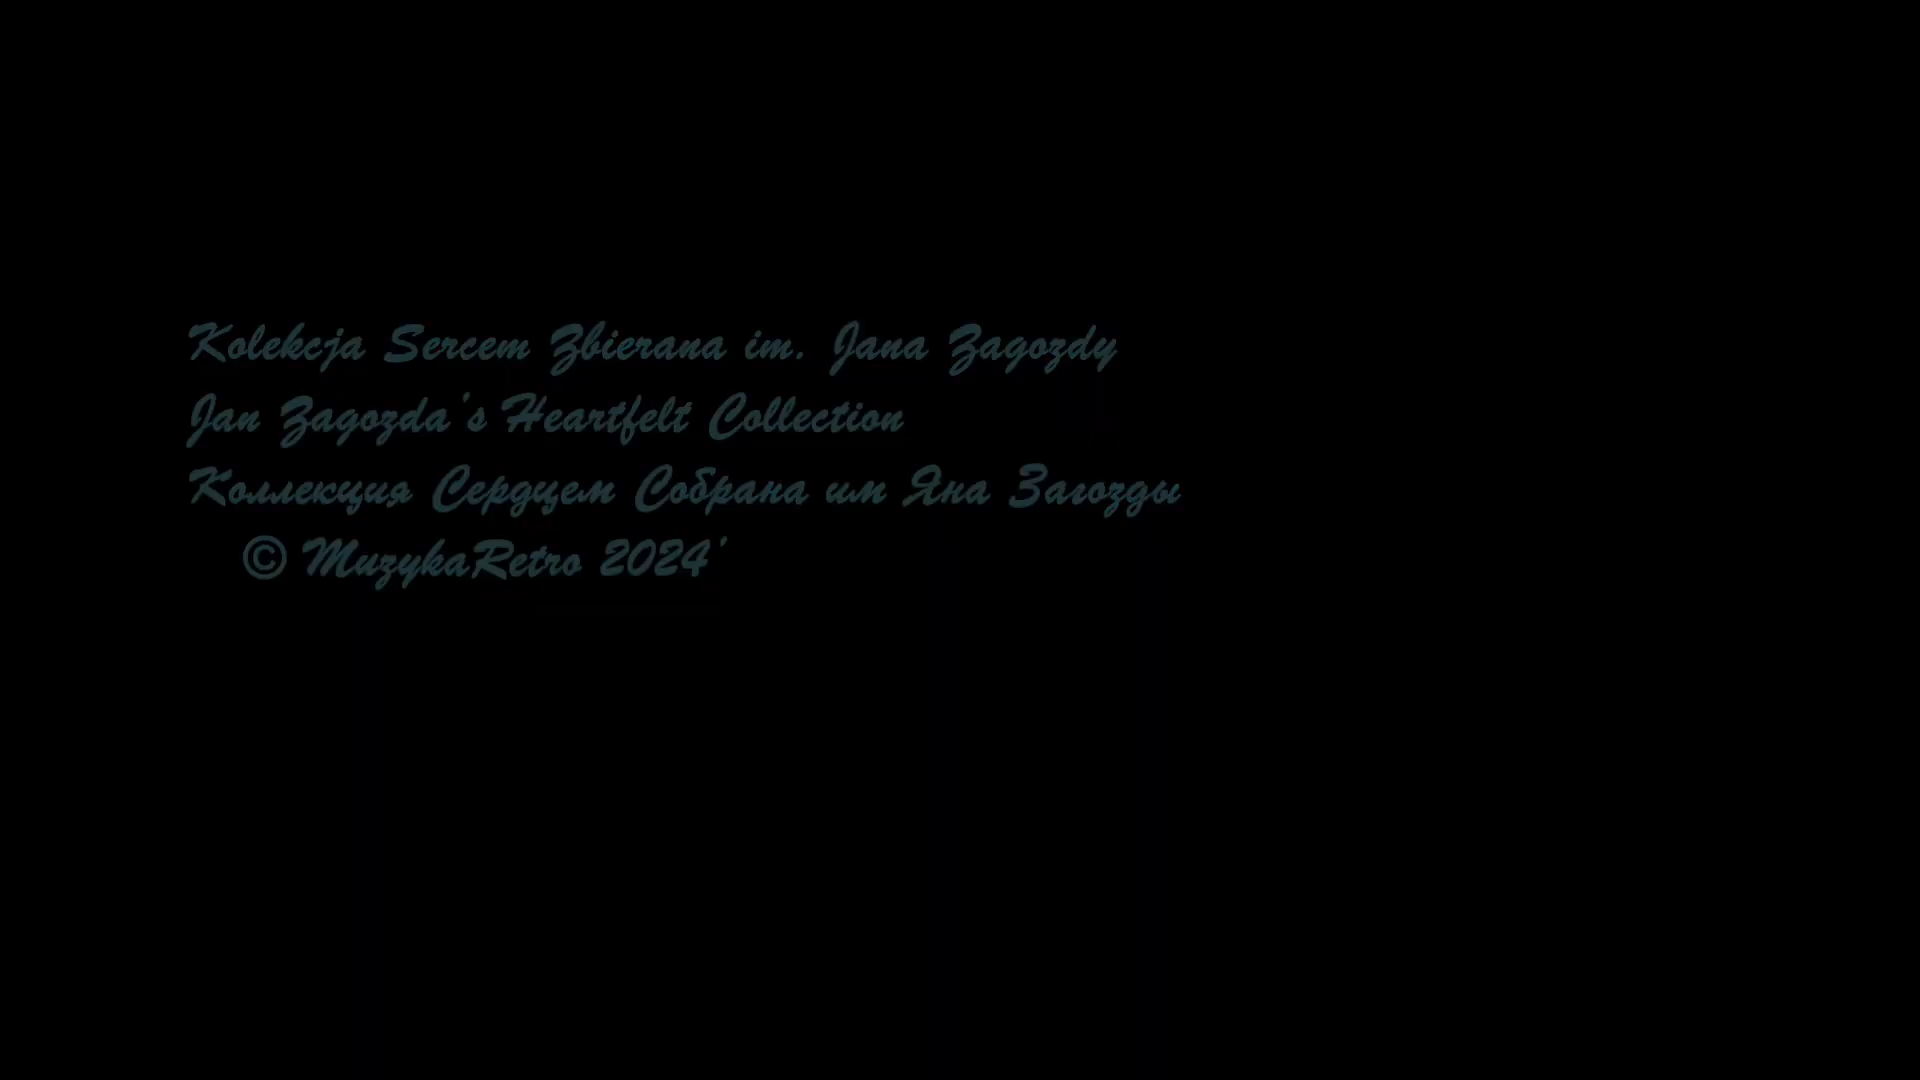 Kolekcja Sercem Zbierana im. Jana Zagozdy
Jan Zagozda's Heartfelt Collection
Коллекция Сердцем Собрана им Яна Загозды
© MuzykaRetro 2024'